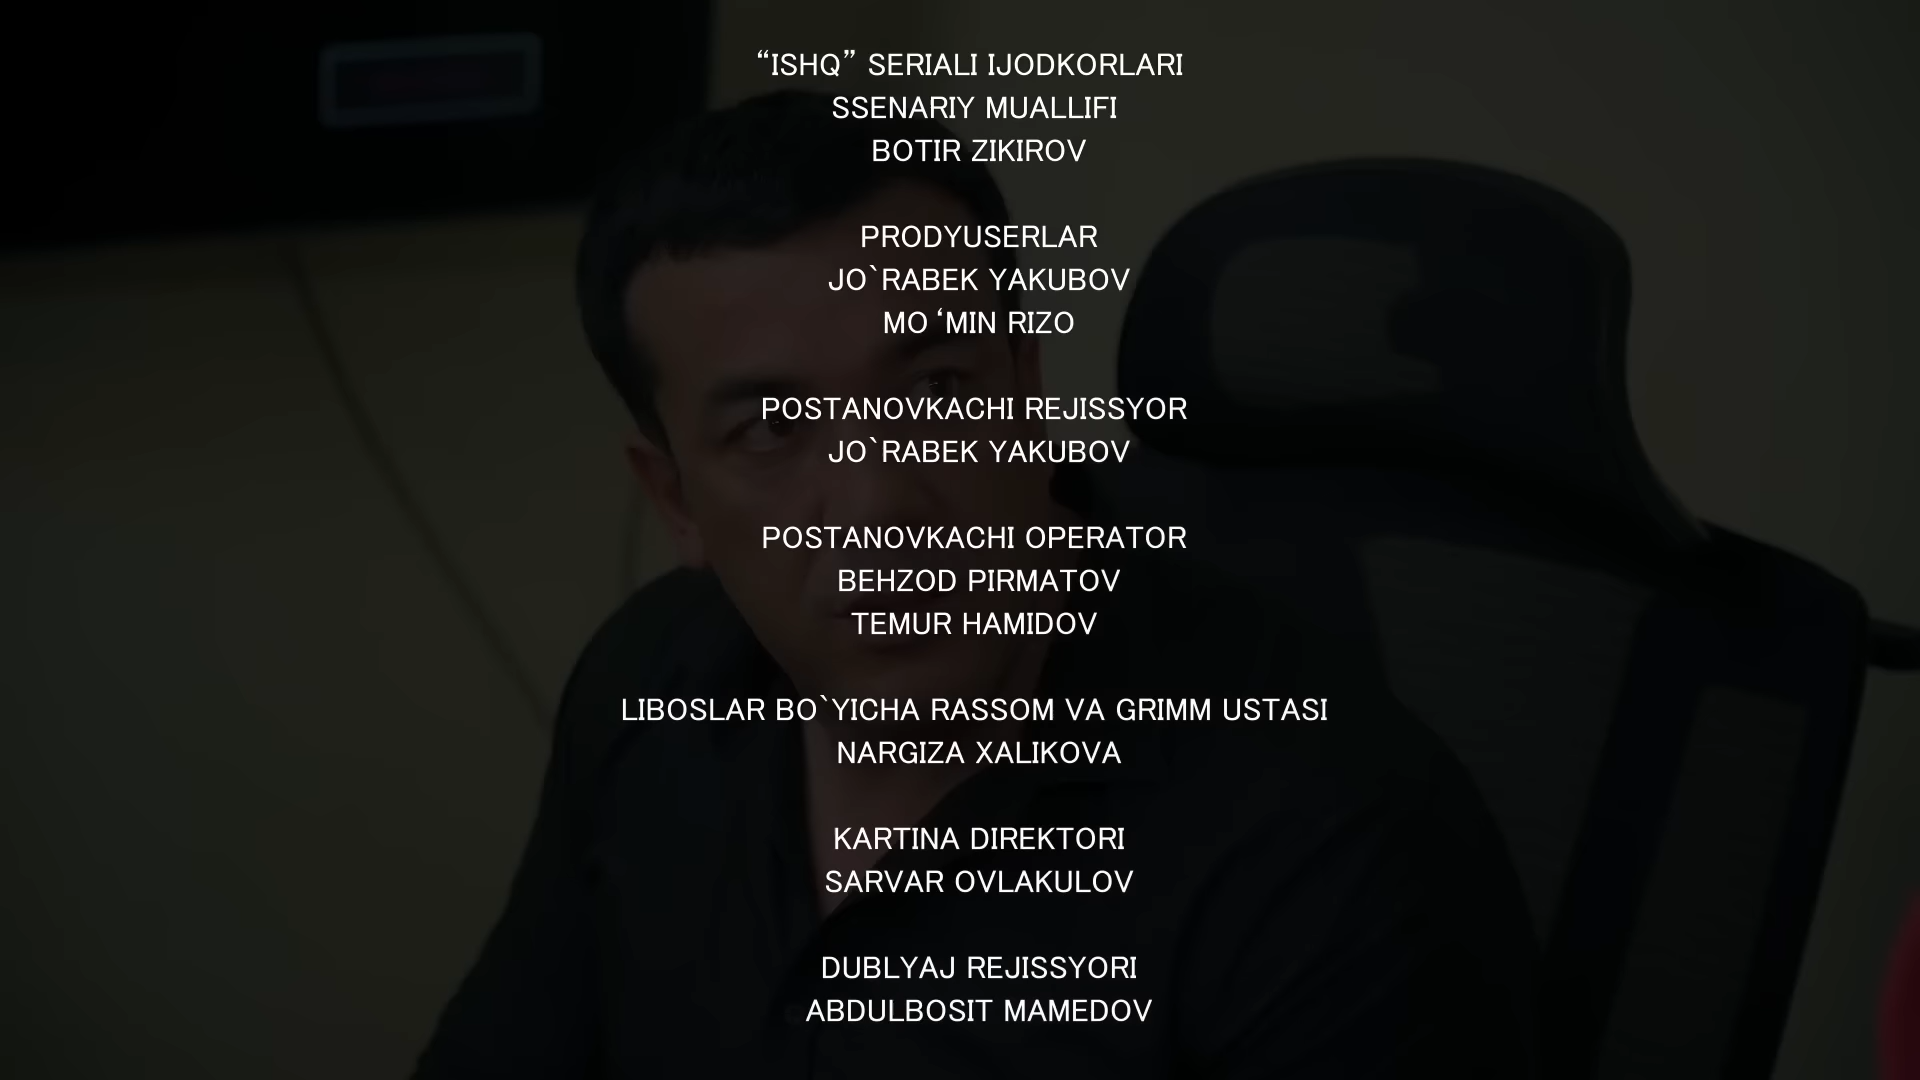 “ISHQ” SERIALI IJODKORLARI
SSENARIY MUALLIFI
BOTIR ZIKIROV
PRODYUSERLAR
JO`RABEK YAKUBOV
MO‘MIN RIZO
POSTANOVKACHI REJISSYOR
JO`RABEK YAKUBOV
POSTANOVKACHI OPERATOR
BEHZOD PIRMATOV
TEMUR HAMIDOV
LIBOSLAR BO`YICHA RASSOM VA GRIMM USTASI
NARGIZA XALIKOVA
KARTINA DIREKTORI
SARVAR OVLAKULOV
DUBLYAJ REJISSYORI
ABDULBOSIT MAMEDOV